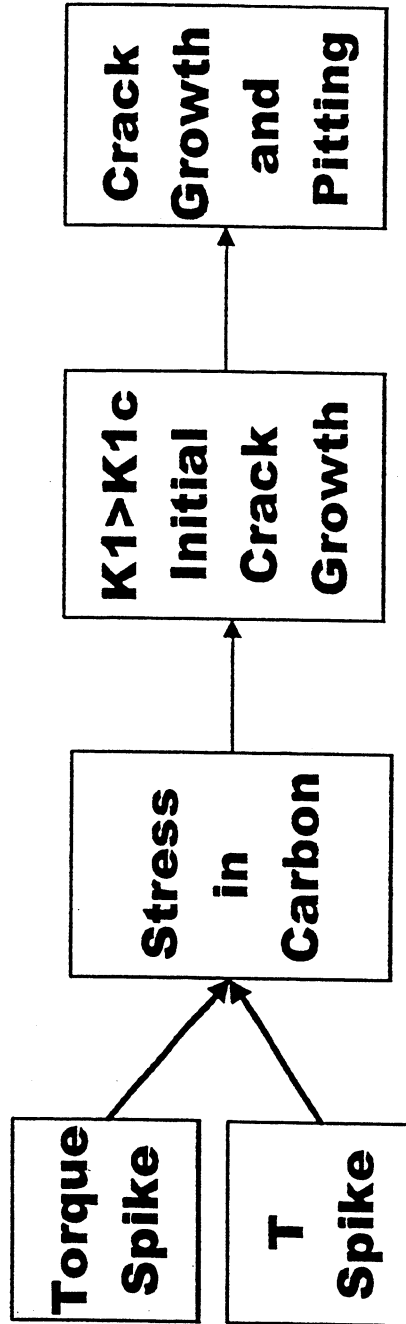 Torque
Spike
T
Spike
Stress
in
Carbon
K1>K1c
Initial
Crack
Growth
Crack
Growth
and
Pitting